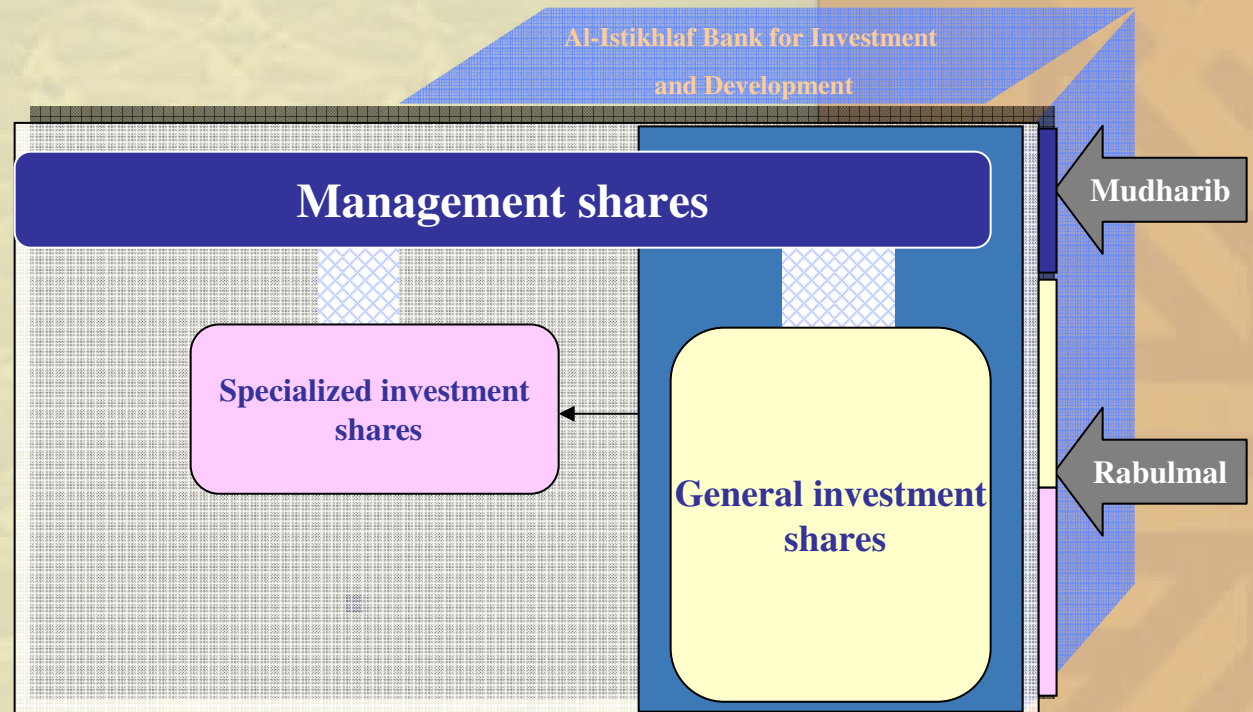 Al-Istikhlaf Bank for Investment
and Development
Management shares
Mudharib
Specialized investment
shares
General investment
shares
Rabulmal